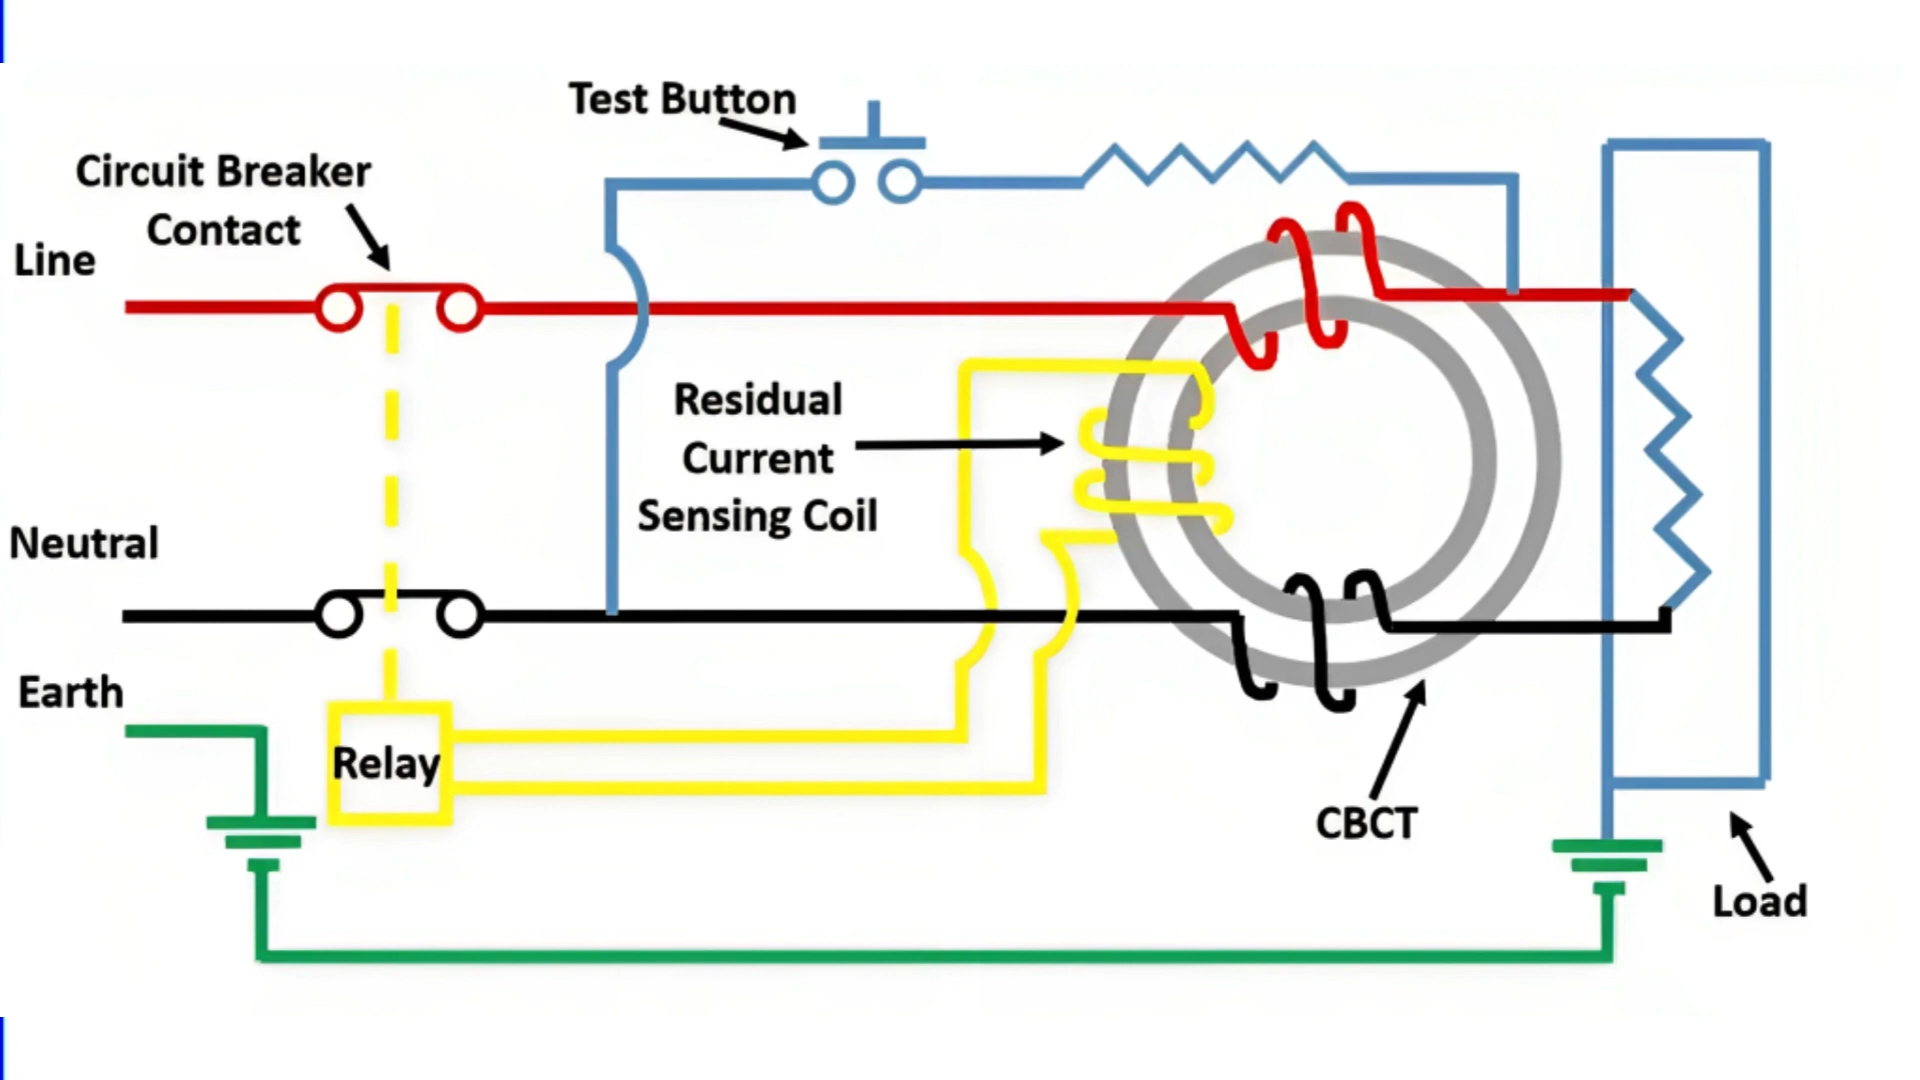 Test Button
Circuit Breaker
Contact
Line
Residual
Current
Sensing Coil
Neutral
Earth
Relay
CBCT
Load